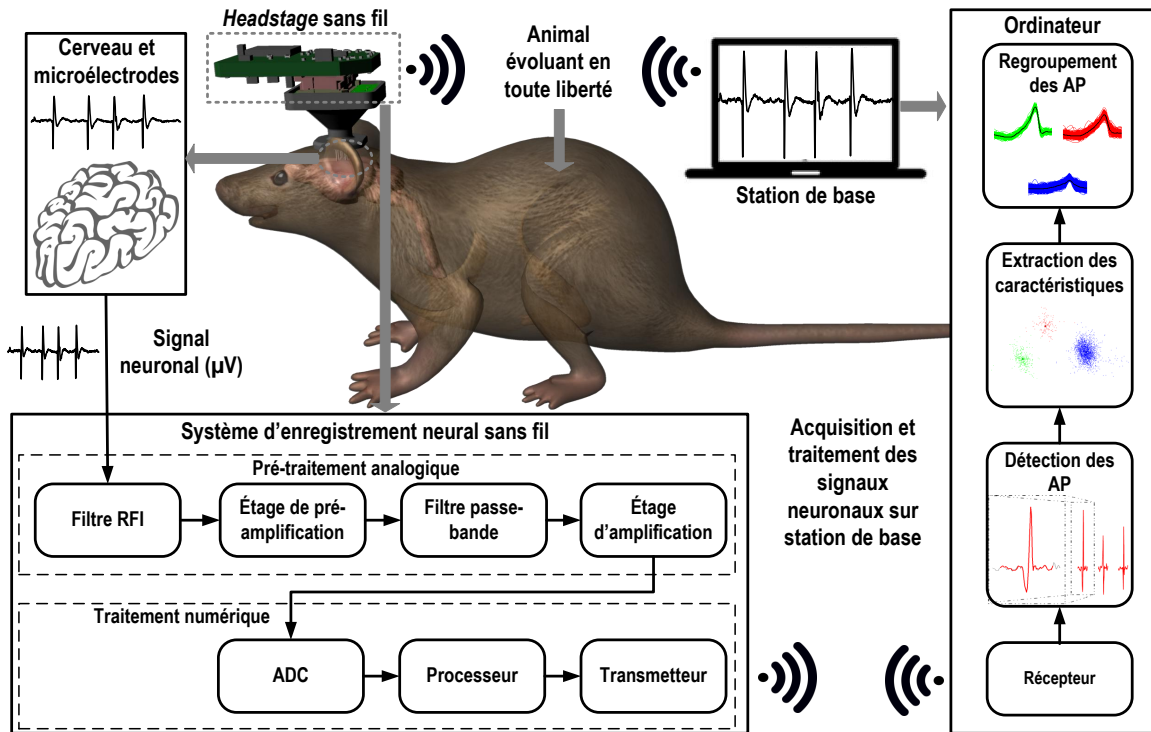 Headstage sans fil
Cerveau et
microélectrodes
Animal
évoluant en
toute liberté
Station de base
Ordinateur
Regroupement
des AP
Extraction des
caractéristiques
Détection des
AP
Récepteur
Signal
neuronal (µV)
Système d'enregistrement neural sans fil
Pré-traitement analogique
Filtre RFI
Étage de pré-
amplification
Filtre passe-
bande
Étage
d'amplification
Traitement numérique
ADC
Processeur
Transmetteur
Acquisition et
traitement des
signaux
neuronaux sur
station de base